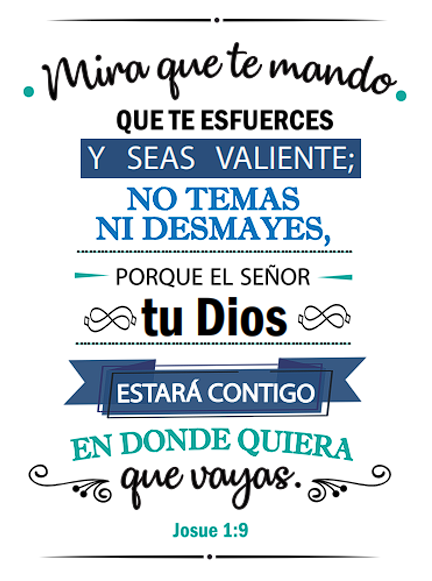 Mira que te mando
QUE TE ESFUERCES
Y SEAS VALIENTE;
NO TEMAS
NI DESMAYES,
PORQUE EL SEÑOR
tu Dios
ESTARÁ CONTIGO
EN DONDE QUIERA
que vayas.
Josue 1:9